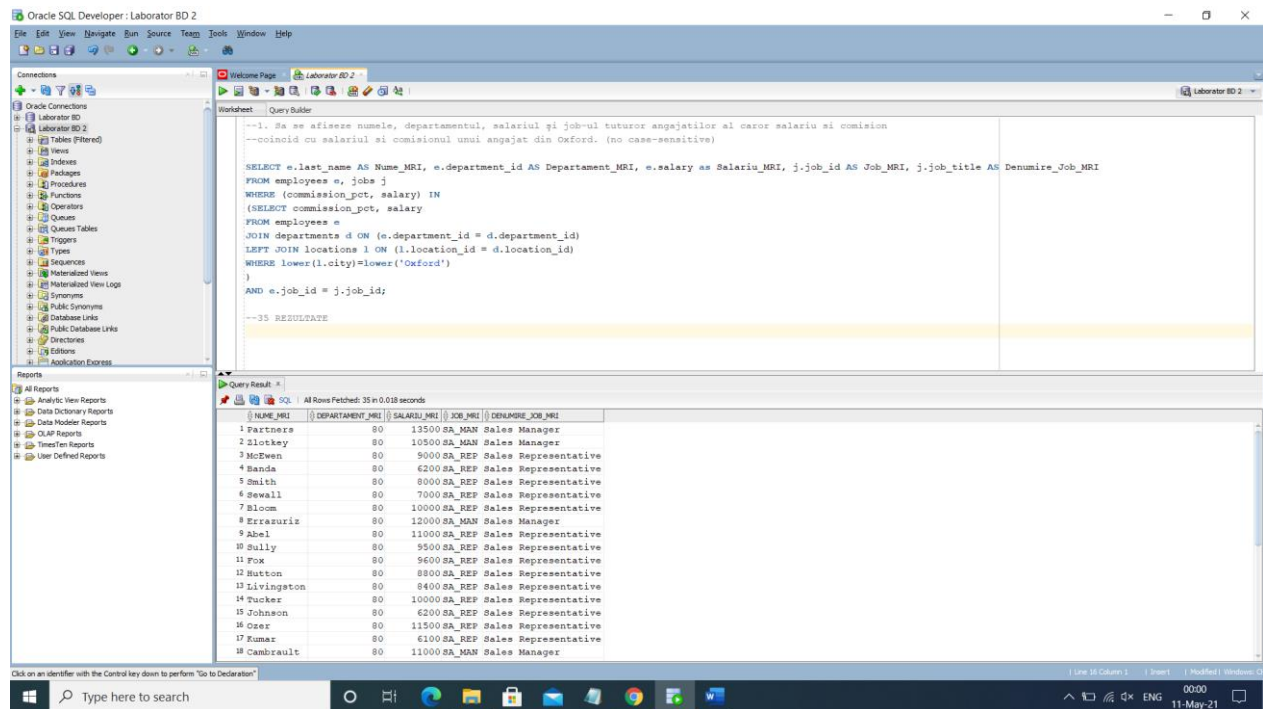 Oracle SQL Developer : Laborator BD 2
File Edit View Navigate Run Source Team Tools Window Help
Connections
Oracle Connections
Laborator BD
Laborator BD 2
Tables (Filtered)
Views
Indexes
Packages
Procedures
Functions
Operators
Queues
Queues Tables
Triggers
Types
Sequences
Materialized Views
Materialized View Logs
Synonyms
Public Synonyms
Database Links
Public Database Links
Directories
Editions
Application Express
Reports
All Reports
Analytic View Reports
Data Dictionary Reports
Data Modeler Reports
OLAP Reports
TimesTen Reports
User Defined Reports
Welcome Page Laborator BD 2
Laborator BD 2
Worksheet Query Builder
--1. Sa se afiseze numele, departamentul, salariul şi job-ul tuturor angajatilor al caror salariu si comision
--coincid cu salariul si comisionul unui angajat din Oxford. (no case-sensitive)
SELECT e.last_name AS Nume_MRI, e.department_id AS Departament_MRI, e.salary as Salariu_MRI, j.job_id AS Job_MRI, j.job_title AS Denumire_Job_MRI
FROM employees e, jobs j
WHERE (commission_pct, salary) IN
(SELECT commission_pct, salary
FROM employees e
JOIN departments d ON (e.department_id = d.department_id)
LEFT JOIN locations l ON (l.location_id = d.location_id)
WHERE lower(l.city)=lower('Oxford')
)
AND e.job_id = j.job_id;
--35 REZULTATE
Query Result
SQL | All Rows Fetched: 35 in 0.018 seconds
NUME_MRI DEPARTAMENT_MRI SALARIU_MRI JOB_MRI DENUMIRE_JOB_MRI
1 Partners 80 13500 SA_MAN Sales Manager
2 Zlotkey 80 10500 SA_MAN Sales Manager
3 McEwen 80 9000 SA_REP Sales Representative
4 Banda 80 6200 SA_REP Sales Representative
5 Smith 80 8000 SA_REP Sales Representative
6 Sewall 80 7000 SA_REP Sales Representative
7 Bloom 80 10000 SA_REP Sales Representative
8 Errazuriz 80 12000 SA_MAN Sales Manager
9 Abel 80 11000 SA_REP Sales Representative
10 Sully 80 9500 SA_REP Sales Representative
11 Fox 80 9600 SA_REP Sales Representative
12 Hutton 80 8800 SA_REP Sales Representative
13 Livingston 80 8400 SA_REP Sales Representative
14 Tucker 80 10000 SA_REP Sales Representative
15 Johnson 80 6200 SA_REP Sales Representative
16 Ozer 80 11500 SA_REP Sales Representative
17 Kumar 80 6100 SA_REP Sales Representative
18 Cambrault 80 11000 SA_MAN Sales Manager
Click on an identifier with the Control key down to perform "Go to Declaration"
| Line 16 Column 1 | Insert | Modified | Windows: C
Type here to search
ENG
00:00
11-May-21